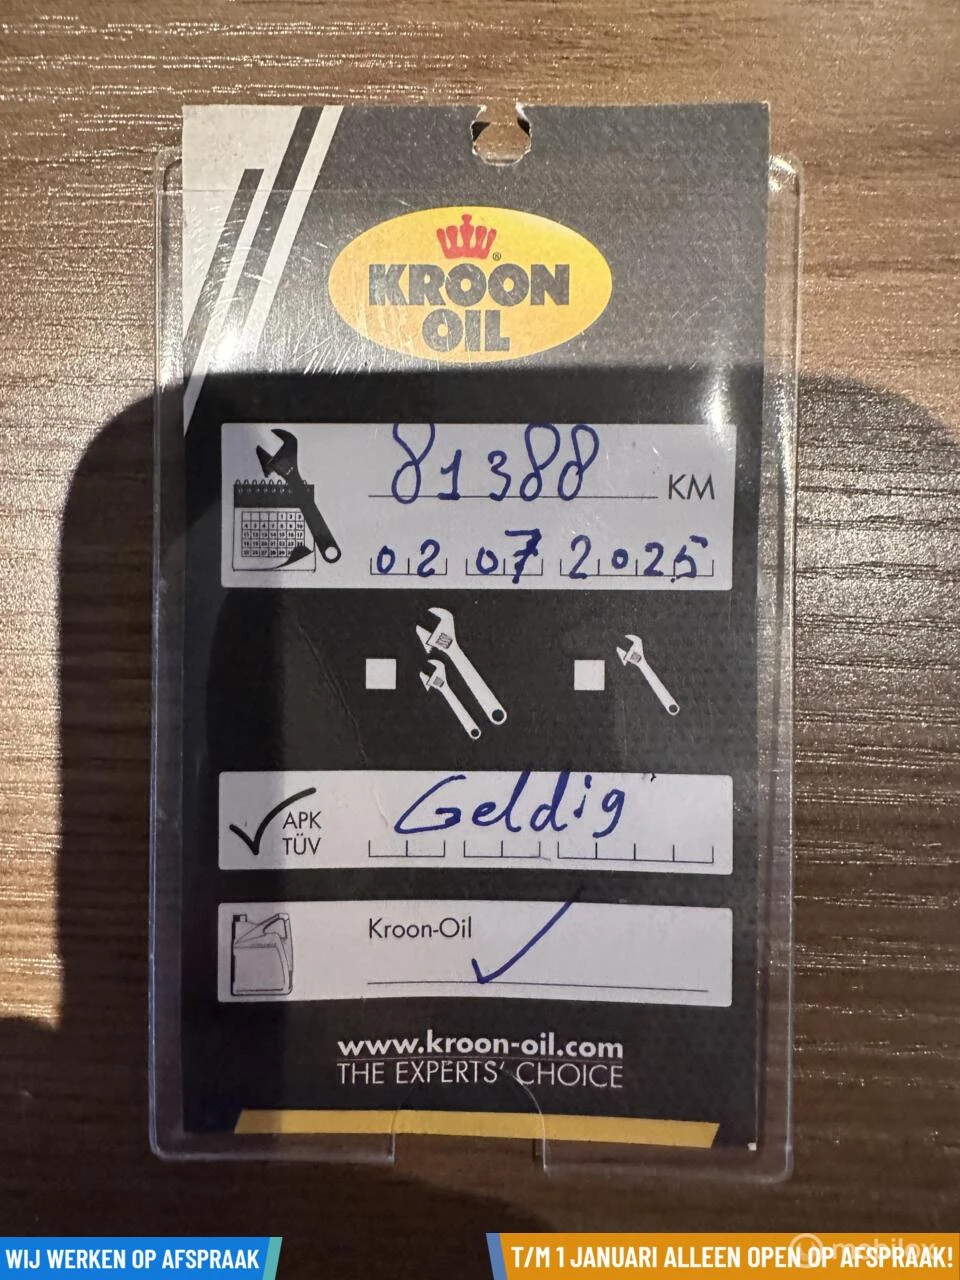 KROON
OIL
81388 KM
02 07 2025
APK
TÜV
Geldig
Kroon-Oil
www.kroon-oil.com
THE EXPERTS' CHOICE
WIJ WERKEN OP AFSPRAAK
T/M 1 JANUARI ALLEEN OPEN OP AFSPRAAK!